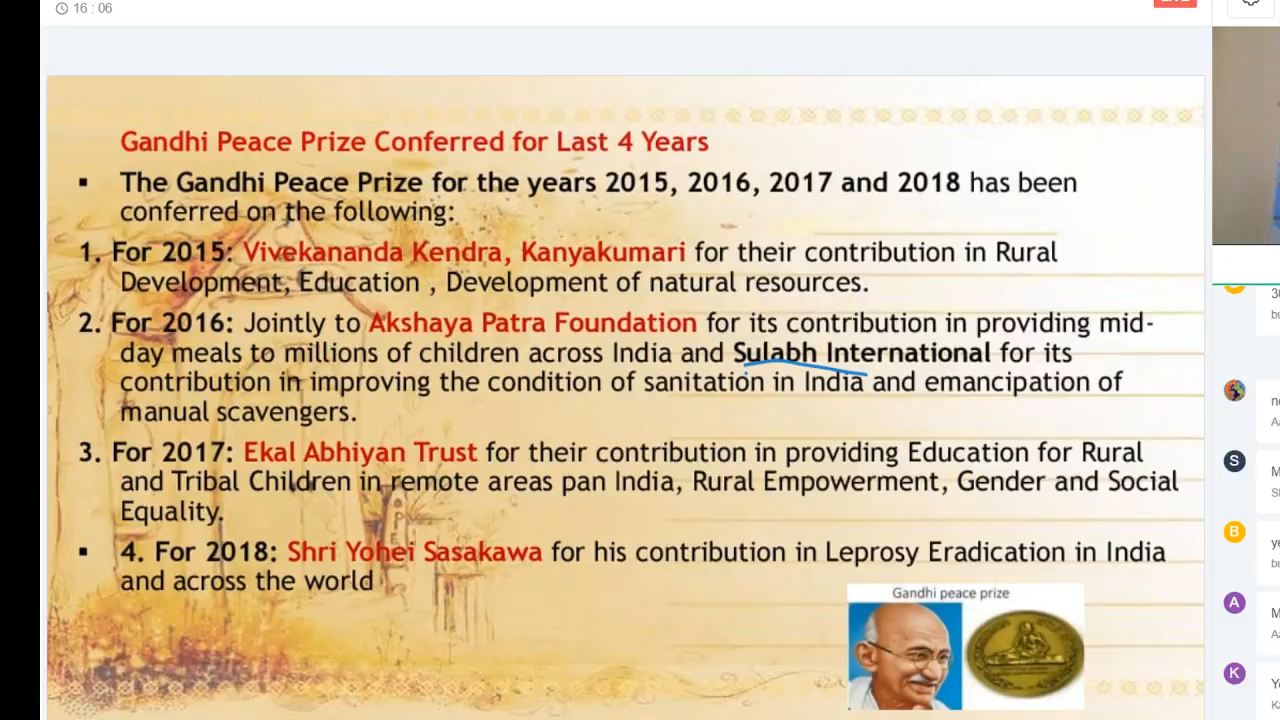 16 : 06
Gandhi Peace Prize Conferred for Last 4 Years
▪ The Gandhi Peace Prize for the years 2015, 2016, 2017 and 2018 has been
conferred on the following:
1. For 2015: Vivekananda Kendra, Kanyakumari for their contribution in Rural
Development, Education , Development of natural resources.
2. For 2016: Jointly to Akshaya Patra Foundation for its contribution in providing mid-
day meals to millions of children across India and Sulabh International for its
contribution in improving the condition of sanitation in India and emancipation of
manual scavengers.
3. For 2017: Ekal Abhiyan Trust for their contribution in providing Education for Rural
and Tribal Children in remote areas pan India, Rural Empowerment, Gender and Social
Equality.
▪ 4. For 2018: Shri Yohei Sasakawa for his contribution in Leprosy Eradication in India
and across the world
Gandhi peace prize
S
B
A
K